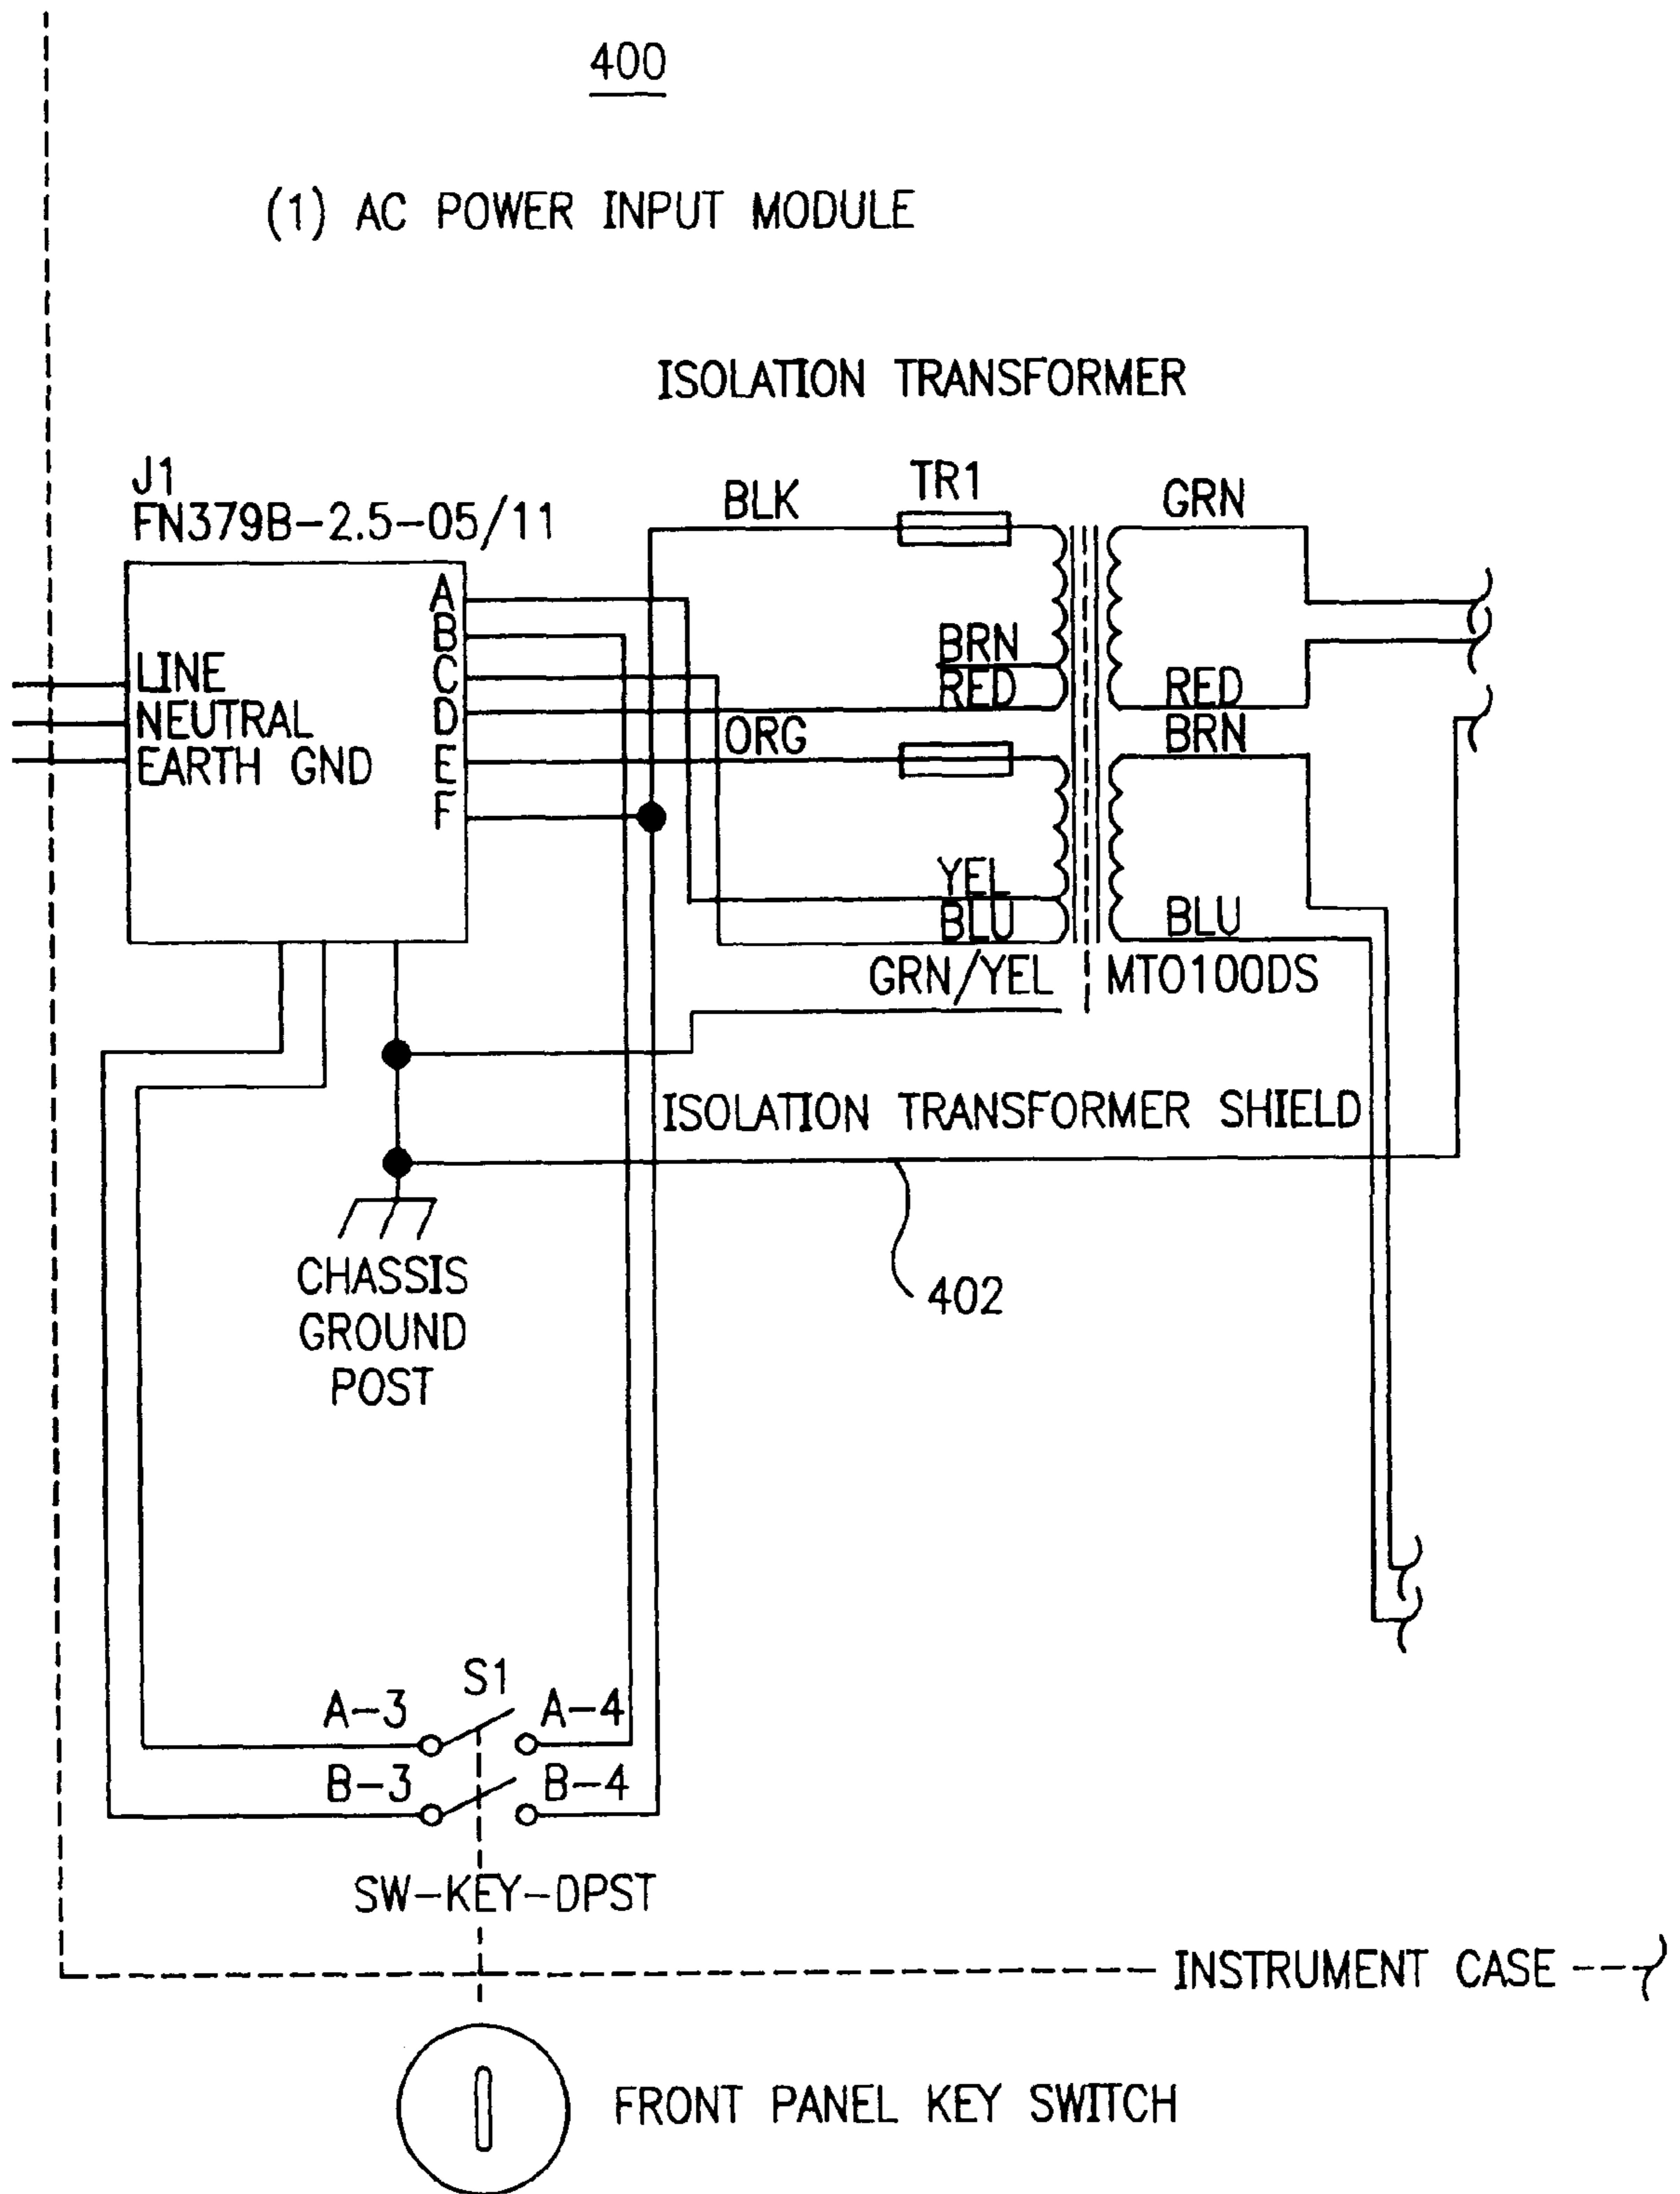 400
(1) AC POWER INPUT MODULE
ISOLATION TRANSFORMER
J1
FN379B-2.5-05/11
BLK
TR1
GRN
A
B
C
D
E
F
LINE
NEUTRAL
EARTH GND
BRN
RED
ORG
RED
BRN
YEL
BLU
BLU
GRN/YEL
MT0100DS
ISOLATION TRANSFORMER SHIELD
CHASSIS
GROUND
POST
402
S1
A-3
A-4
B-3
B-4
SW-KEY-DPST
INSTRUMENT CASE
FRONT PANEL KEY SWITCH